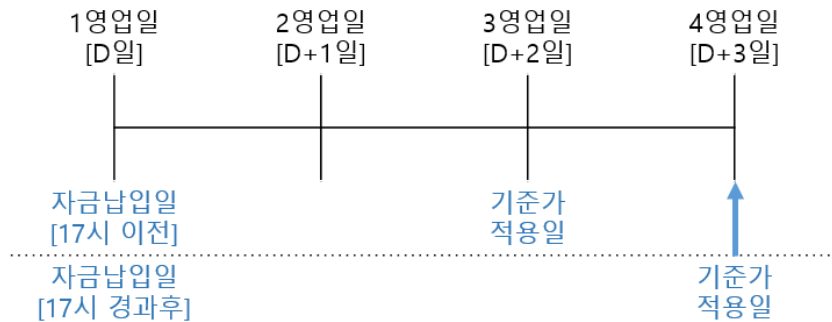 1영업일 2영업일 3영업일 4영업일
[D일] [D+1일] [D+2일] [D+3일]
자금납입일 기준가
[17시 이전] 적용일
자금납입일 기준가
[17시 경과후] 적용일